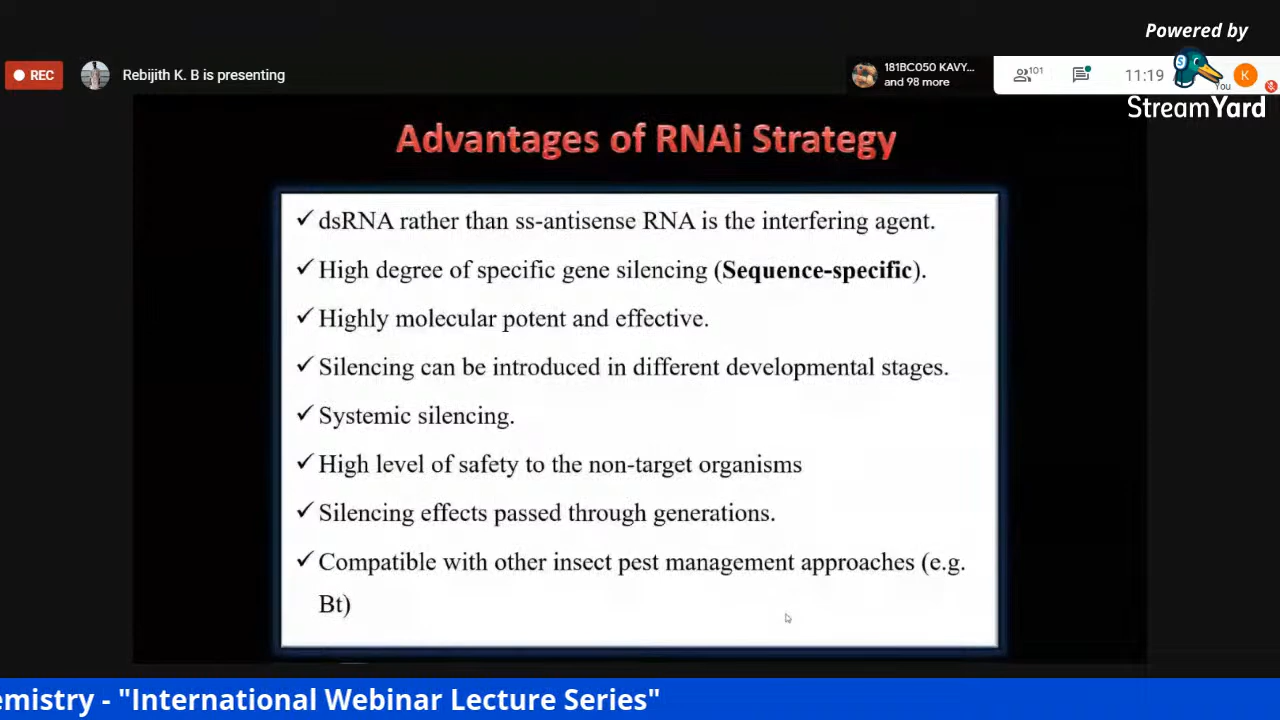 Powered by
REC
Rebijith K. B is presenting
181BC050 KAVY...
and 98 more
101
11:19
S
You
K
StreamYard
Advantages of RNAi Strategy
✓ dsRNA rather than ss-antisense RNA is the interfering agent.
✓ High degree of specific gene silencing (Sequence-specific).
✓ Highly molecular potent and effective.
✓ Silencing can be introduced in different developmental stages.
✓ Systemic silencing.
✓ High level of safety to the non-target organisms
✓ Silencing effects passed through generations.
✓ Compatible with other insect pest management approaches (e.g.
Bt)
emistry - "International Webinar Lecture Series"